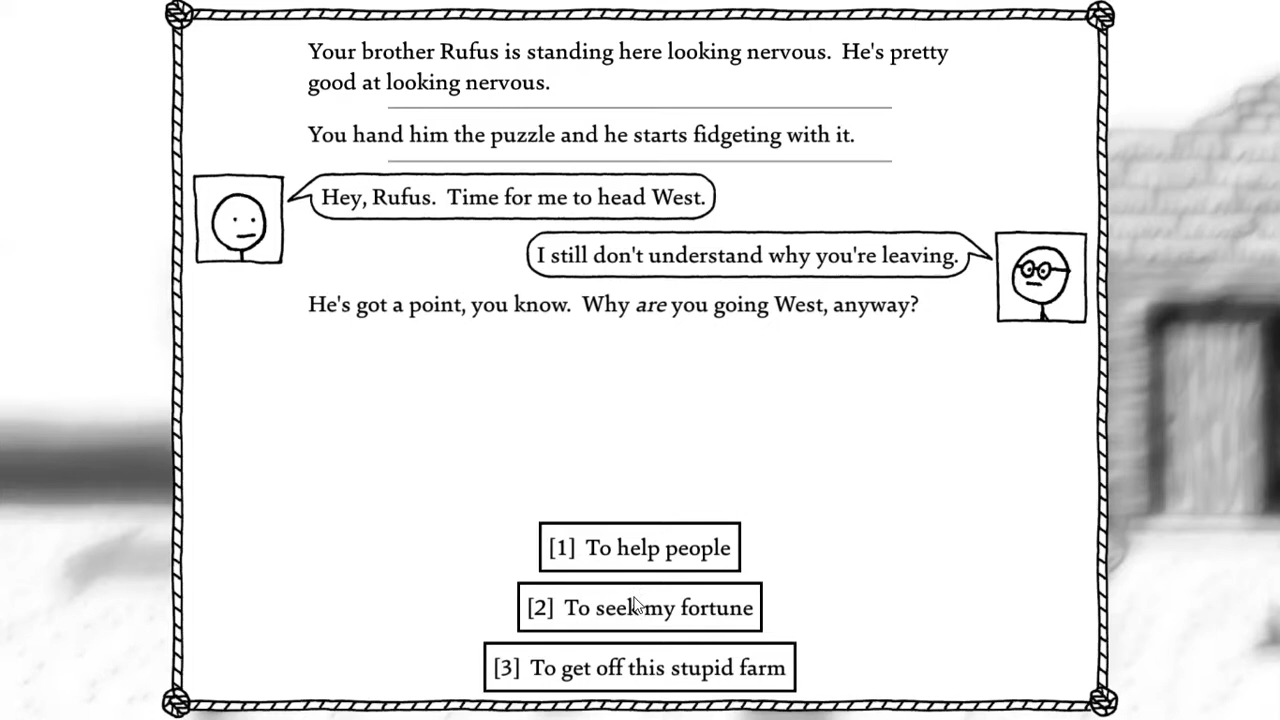 Your brother Rufus is standing here looking nervous.  He's pretty
good at looking nervous.
You hand him the puzzle and he starts fidgeting with it.
Hey, Rufus.  Time for me to head West.
I still don't understand why you're leaving.
He's got a point, you know.  Why are you going West, anyway?
[1]  To help people
[2]  To seek my fortune
[3]  To get off this stupid farm